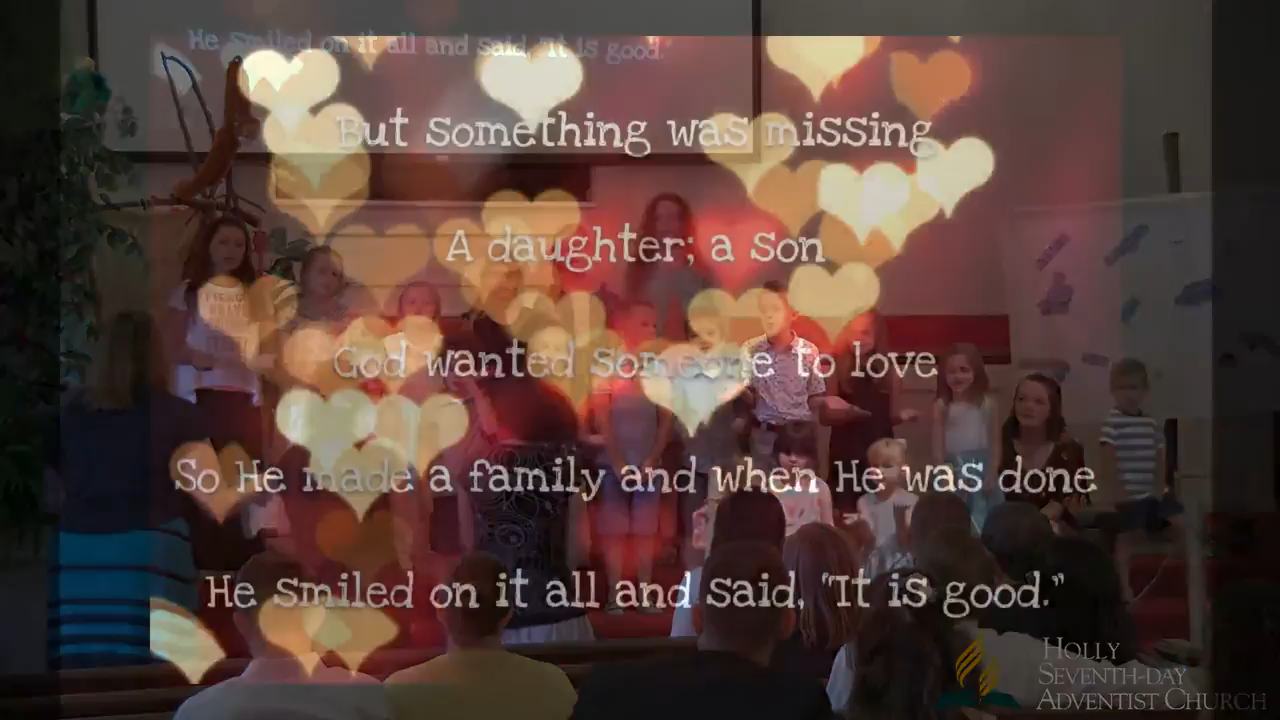 He smiled on it all and said, "It is good."
But something was missing
A daughter; a son
God wanted someone to love
So He made a family and when He was done
He smiled on it all and said, "It is good."
HOLLY
SEVENTH-DAY
ADVENTIST CHURCH